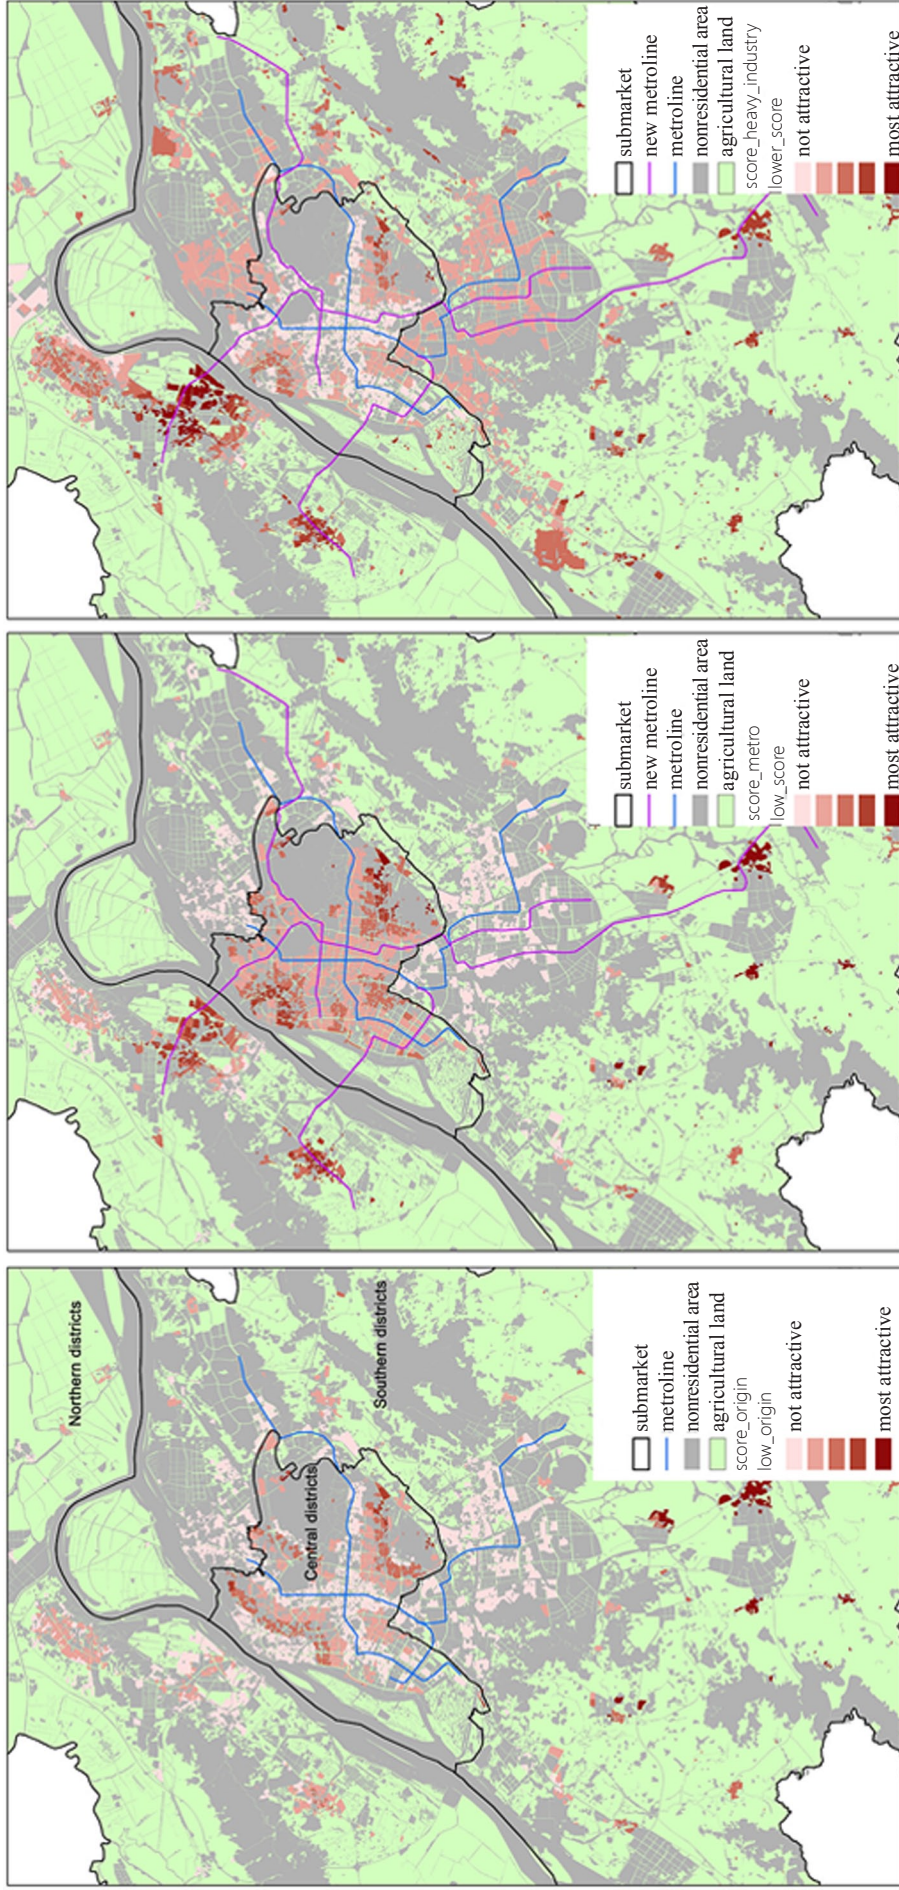 Northern districts
Central districts
Southern districts
submarket
metroline
nonresidential area
agricultural land
score_origin
low_origin
not attractive
most attractive
submarket
new metroline
metroline
nonresidential area
agricultural land
score_metro
low_score
not attractive
most attractive
submarket
new metroline
metroline
nonresidential area
agricultural land
score_heavy_industry
lower_score
not attractive
most attractive